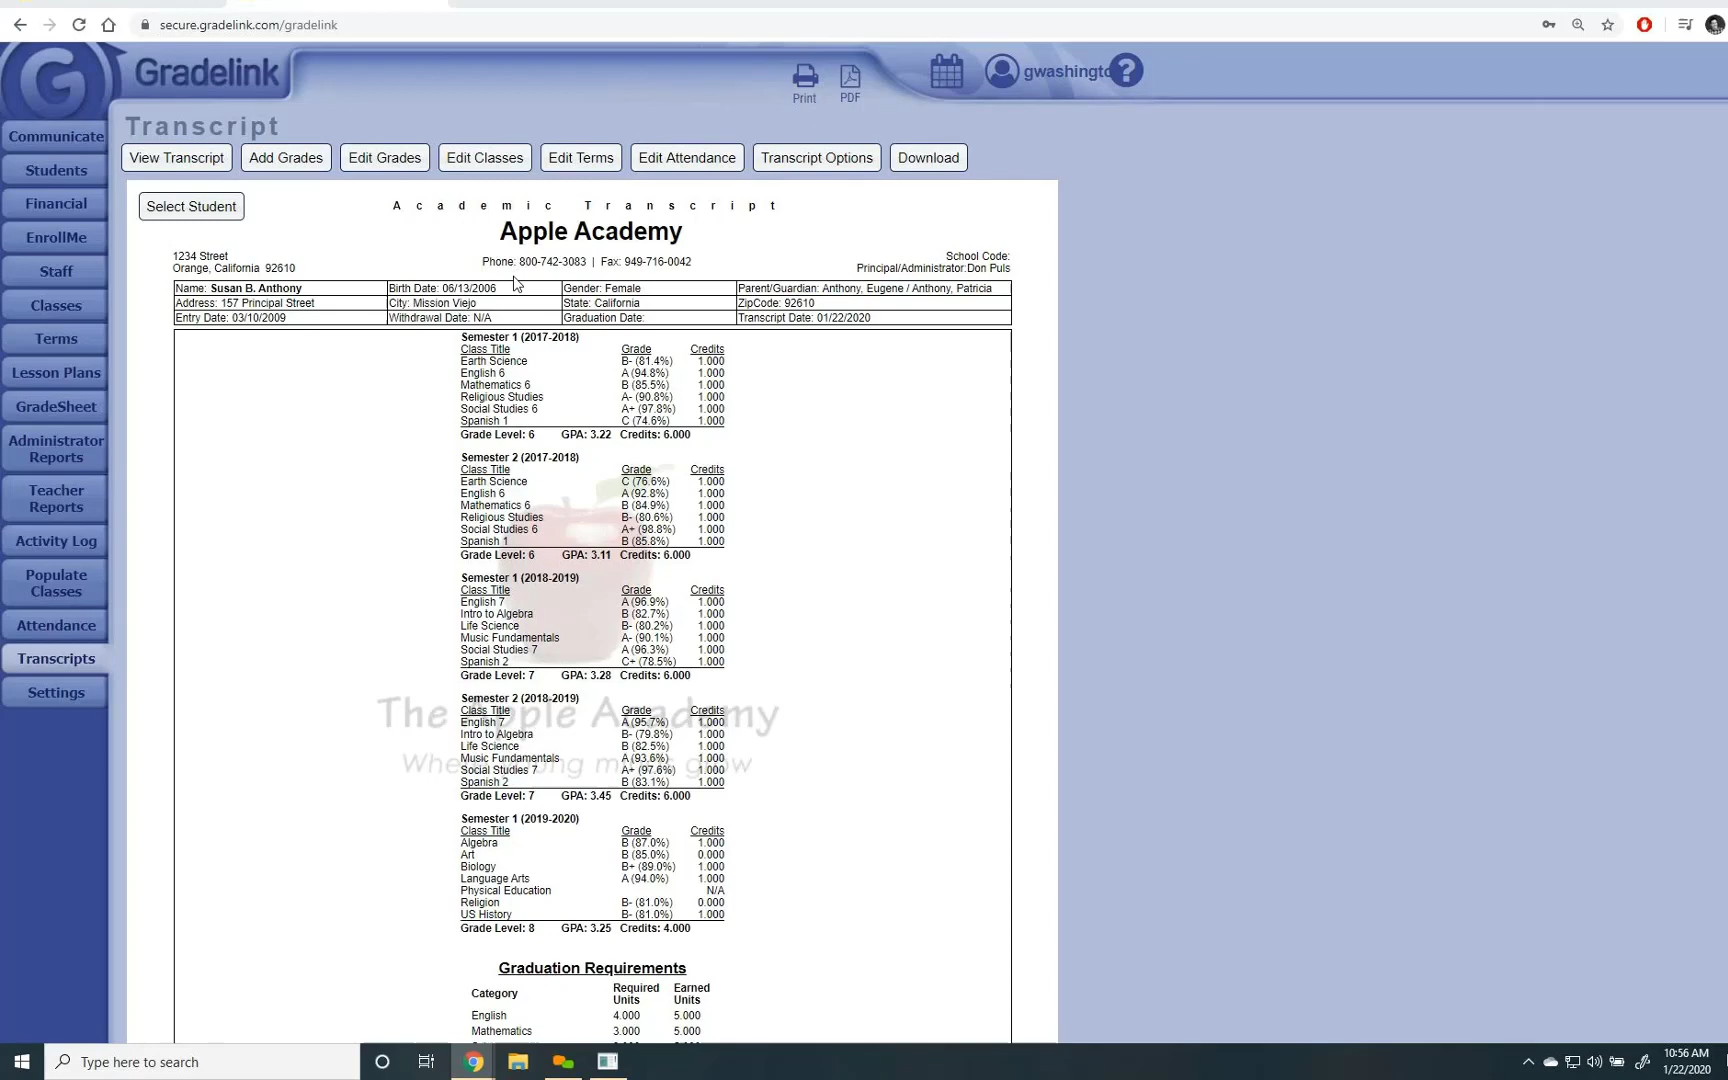 secure.gradelink.com/gradelink
Gradelink
Print
PDF
gwashingto
?
Communicate
Students
Financial
EnrollMe
Staff
Classes
Terms
Lesson Plans
GradeSheet
Administrator
Reports
Teacher
Reports
Activity Log
Populate
Classes
Attendance
Transcripts
Settings
Transcript
View Transcript Add Grades Edit Grades Edit Classes Edit Terms Edit Attendance Transcript Options Download
Select Student
Academic Transcript
Apple Academy
1234 Street
Orange, California 92610
Phone: 800-742-3083 | Fax: 949-716-0042
School Code:
Principal/Administrator:Don Puls
Name: Susan B. Anthony Birth Date: 06/13/2006 Gender: Female Parent/Guardian: Anthony, Eugene / Anthony, Patricia
Address: 157 Principal Street City: Mission Viejo State: California ZipCode: 92610
Entry Date: 03/10/2009 Withdrawal Date: N/A Graduation Date: Transcript Date: 01/22/2020
Semester 1 (2017-2018)
Class Title Grade Credits
Earth Science B- (81.4%) 1.000
English 6 A (94.8%) 1.000
Mathematics 6 B (85.5%) 1.000
Religious Studies A- (90.8%) 1.000
Social Studies 6 A+ (97.8%) 1.000
Spanish 1 C (74.6%) 1.000
Grade Level: 6 GPA: 3.22 Credits: 6.000
Semester 2 (2017-2018)
Class Title Grade Credits
Earth Science C (76.6%) 1.000
English 6 A (92.8%) 1.000
Mathematics 6 B (84.9%) 1.000
Religious Studies B- (80.6%) 1.000
Social Studies 6 A+ (98.8%) 1.000
Spanish 1 B (85.8%) 1.000
Grade Level: 6 GPA: 3.11 Credits: 6.000
Semester 1 (2018-2019)
Class Title Grade Credits
English 7 A (96.9%) 1.000
Intro to Algebra B (82.7%) 1.000
Life Science B- (80.2%) 1.000
Music Fundamentals A- (90.1%) 1.000
Social Studies 7 A (96.3%) 1.000
Spanish 2 C+ (78.5%) 1.000
Grade Level: 7 GPA: 3.28 Credits: 6.000
Semester 2 (2018-2019)
Class Title Grade Credits
The Apple Academy
English 7 A (95.7%) 1.000
Intro to Algebra B- (79.8%) 1.000
Life Science B (82.5%) 1.000
Music Fundamentals A (93.6%) 1.000
Social Studies 7 A+ (97.6%) 1.000
Spanish 2 B (83.1%) 1.000
Grade Level: 7 GPA: 3.45 Credits: 6.000
Semester 1 (2019-2020)
Class Title Grade Credits
Algebra B (87.0%) 1.000
Art B (85.0%) 0.000
Biology B+ (89.0%) 1.000
Language Arts A (94.0%) 1.000
Physical Education N/A
Religion B- (81.0%) 0.000
US History B- (81.0%) 1.000
Grade Level: 8 GPA: 3.25 Credits: 4.000
Graduation Requirements
Category Required Units Earned Units
English 4.000 5.000
Mathematics 3.000 5.000
Type here to search
10:56 AM
1/22/2020